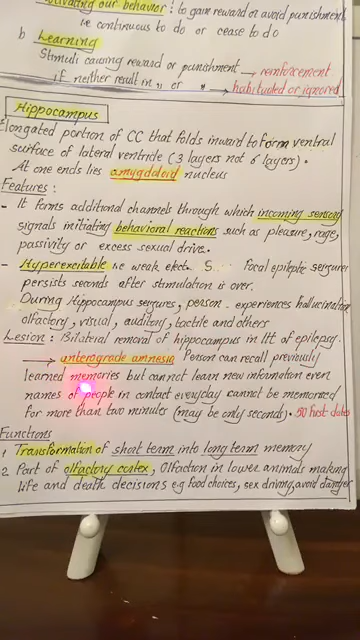 activating our behavior : to gain reward or avoid punishment,
ie continuous to do or cease to do
b Learning
Stimuli causing reward or punishment → reinforcement
if neither result in " or " → habituated or ignored
Hippocampus
Elongated portion of CC that folds inward to form ventral
surface of lateral ventricle (3 layers not 6 layers).
At one end lies amygdaloid nucleus
Features :
- It forms additional channels through which incoming sensory
signals initiating behavioral reactions such as pleasure, rage,
passivity or excess sexual drive.
- Hyperexcitable ie weak elect. S focal epileptic seizures
persists seconds after stimulation is over.
During Hippocampus seizures, person experiences hallucination
olfactory, visual, auditory, tactile and others
Lesion : Bilateral removal of hippocampus in ttt of epilepsy
→ anterograde amnesia Person can recall previously
learned memories but cannot learn new information even
names of people in contact everyday cannot be memorized
for more than two minutes (may be only seconds). 50 first dates
Functions
1 Transformation of short term into long term memory
2 Part of olfactory cortex, Olfaction in lower animals making
life and death decisions e.g food choices, sex driving, avoid danger